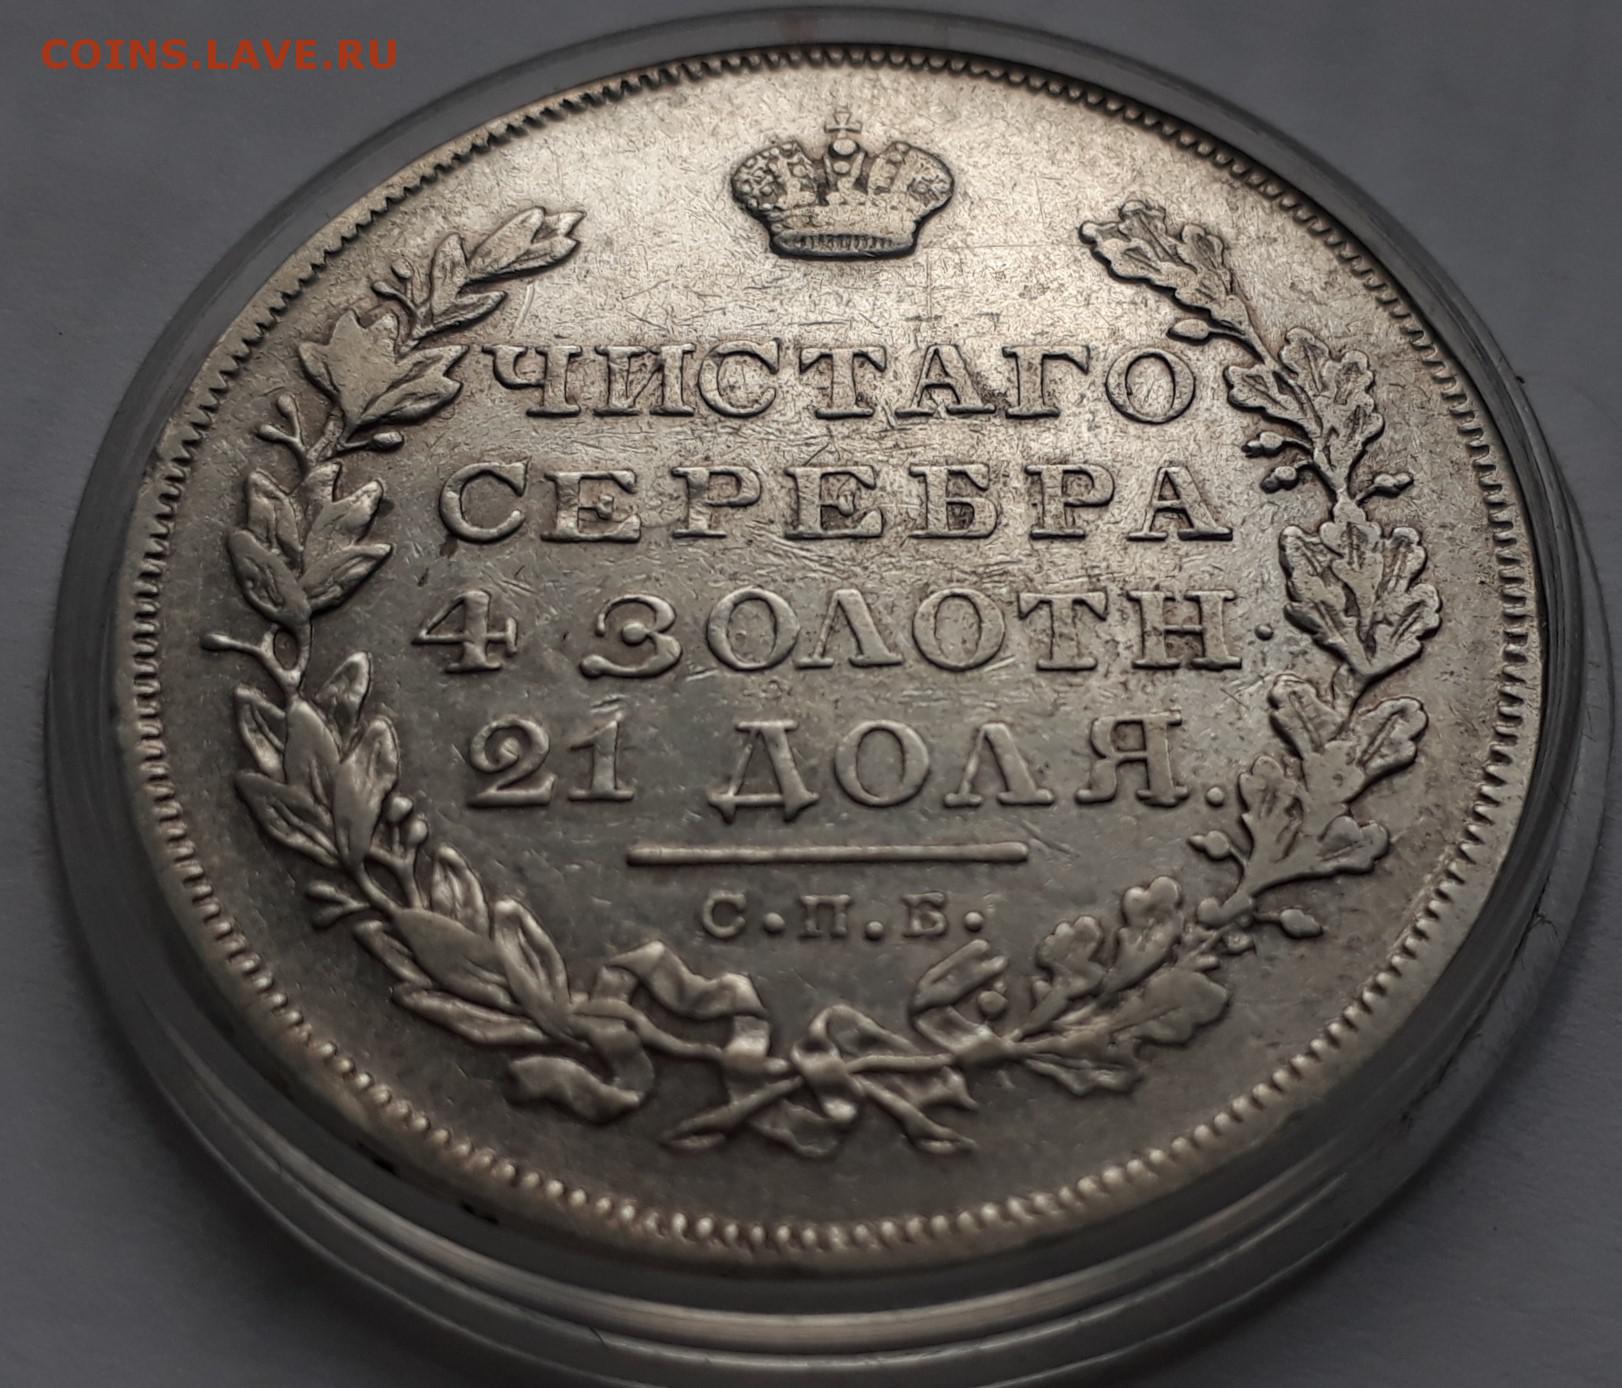 COINS.LAVE.RU
ЧИСТАГО
СЕРЕБРА
4 ЗОЛОТН.
21 ДОЛЯ.
С.П.Б.